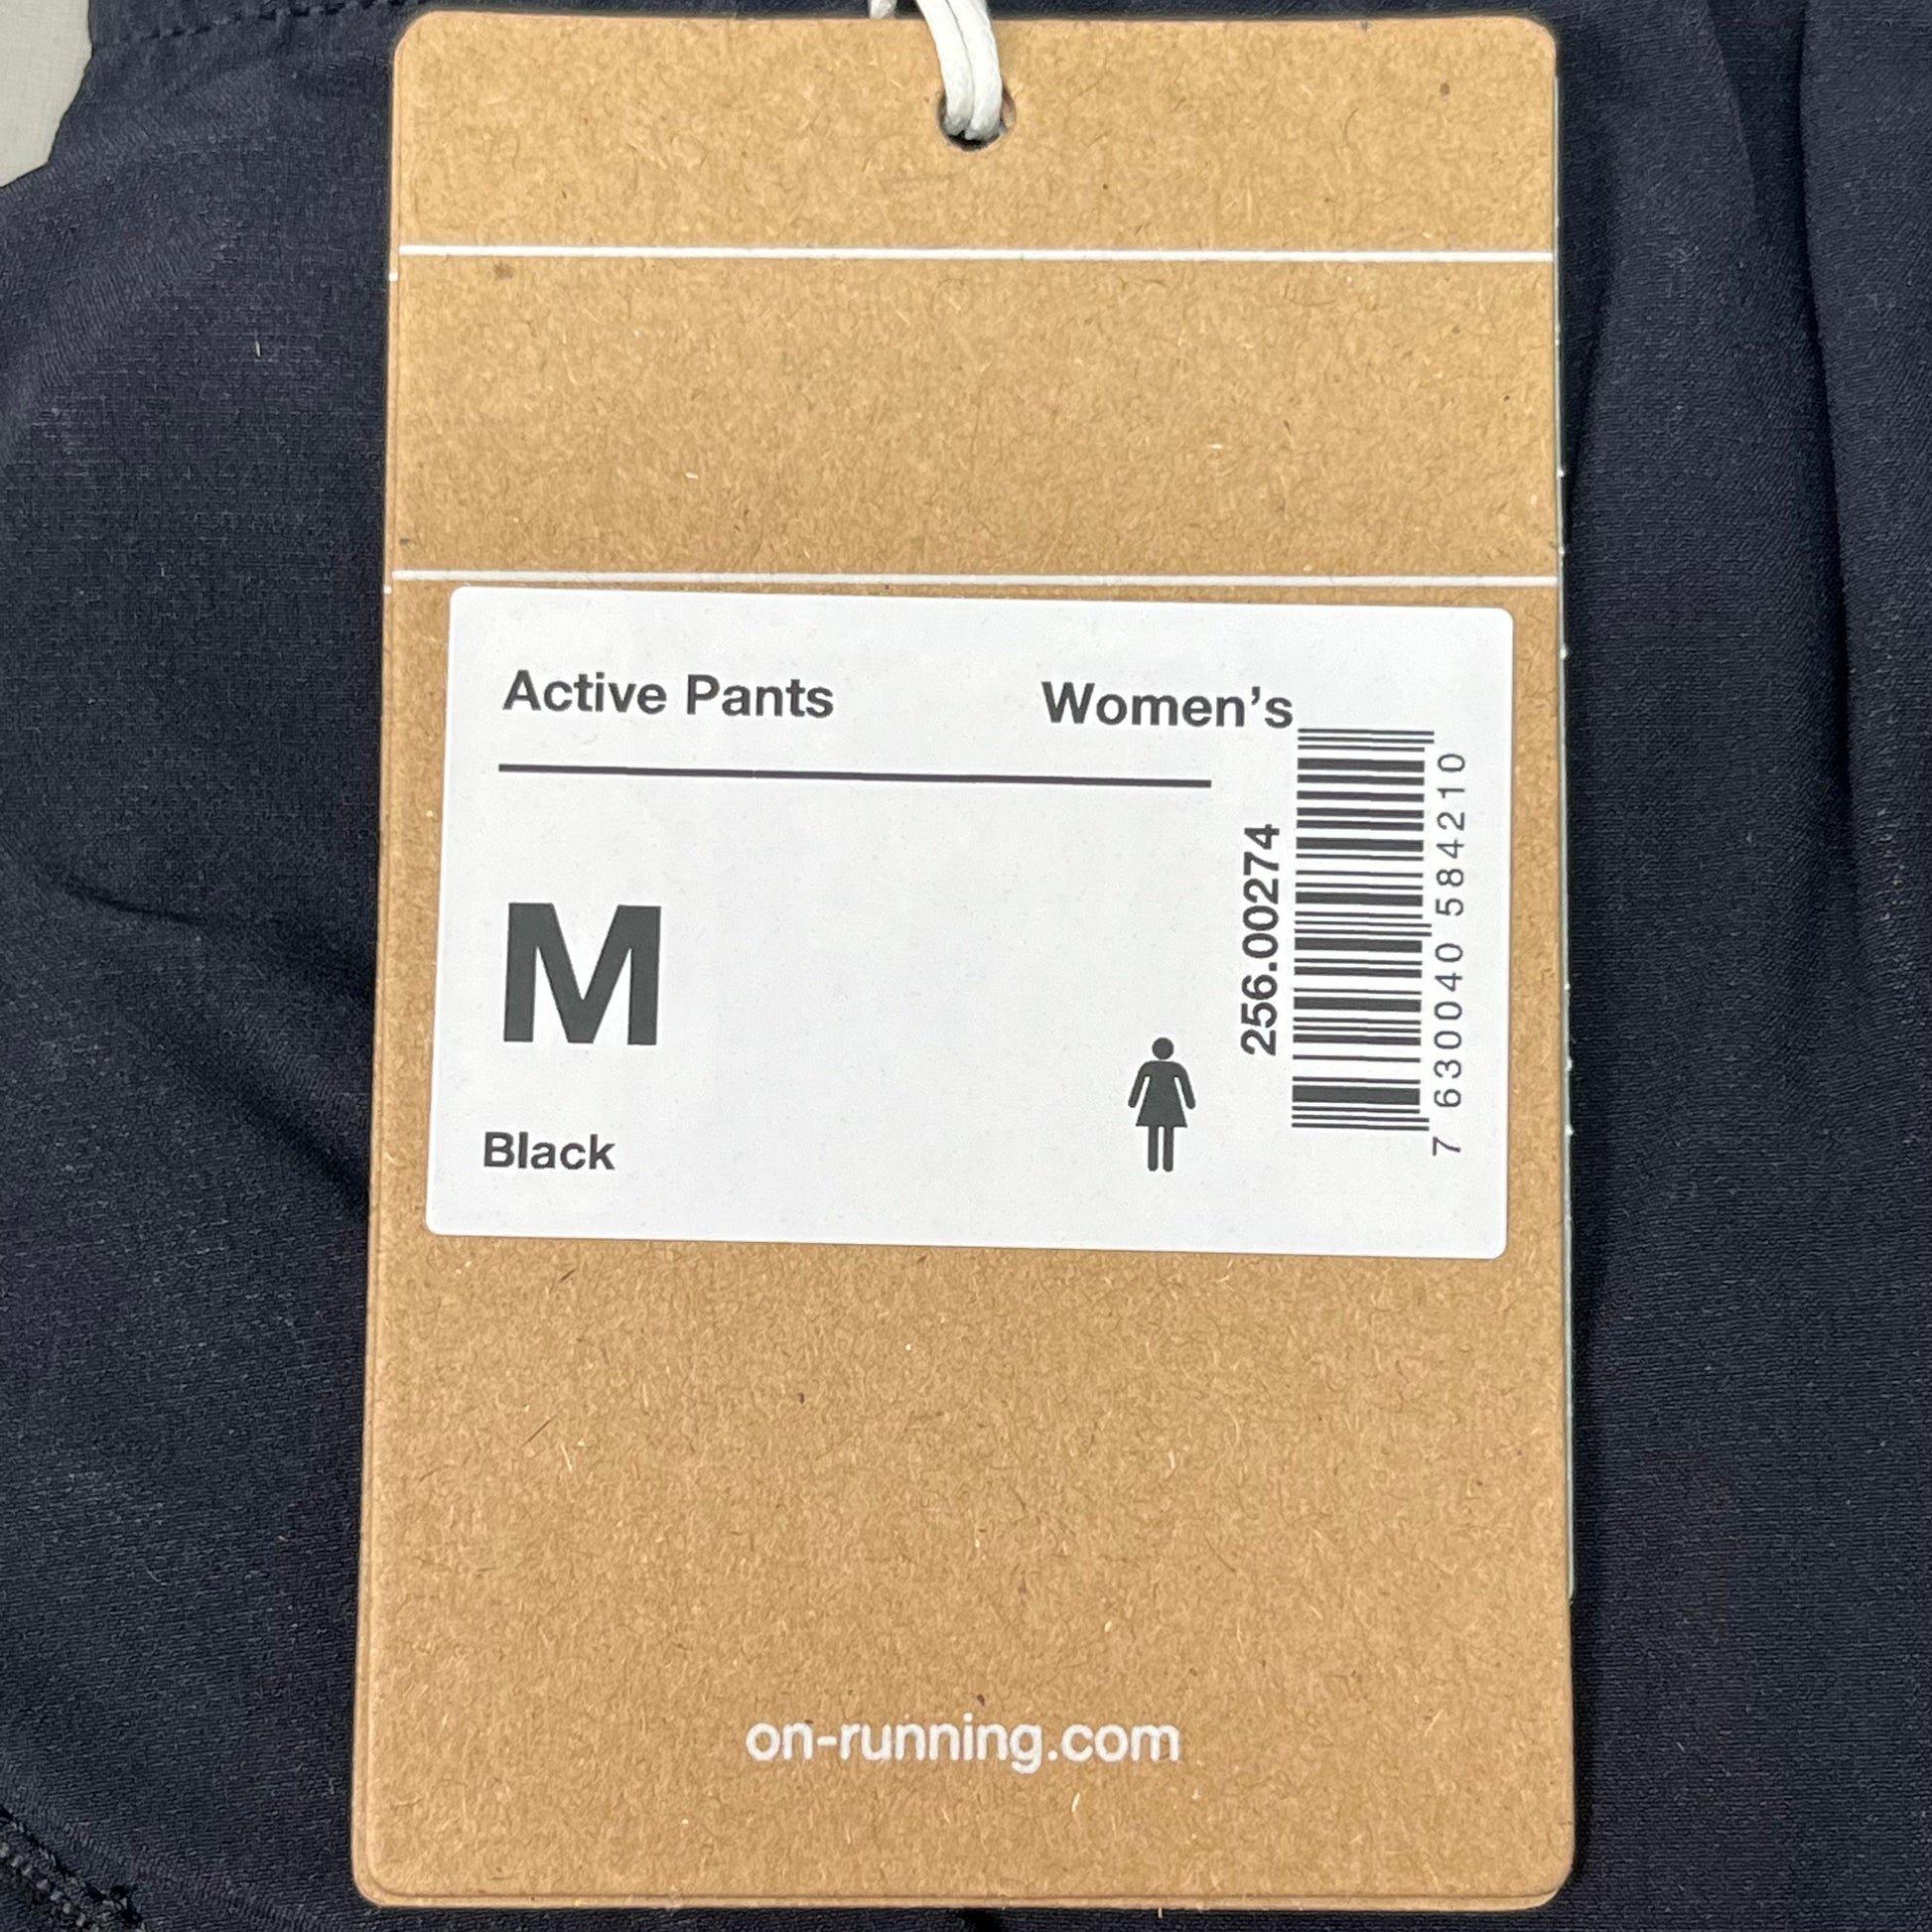 Active Pants
Women’s
M
Black
256.00274
7 630040 584210
on-running.com